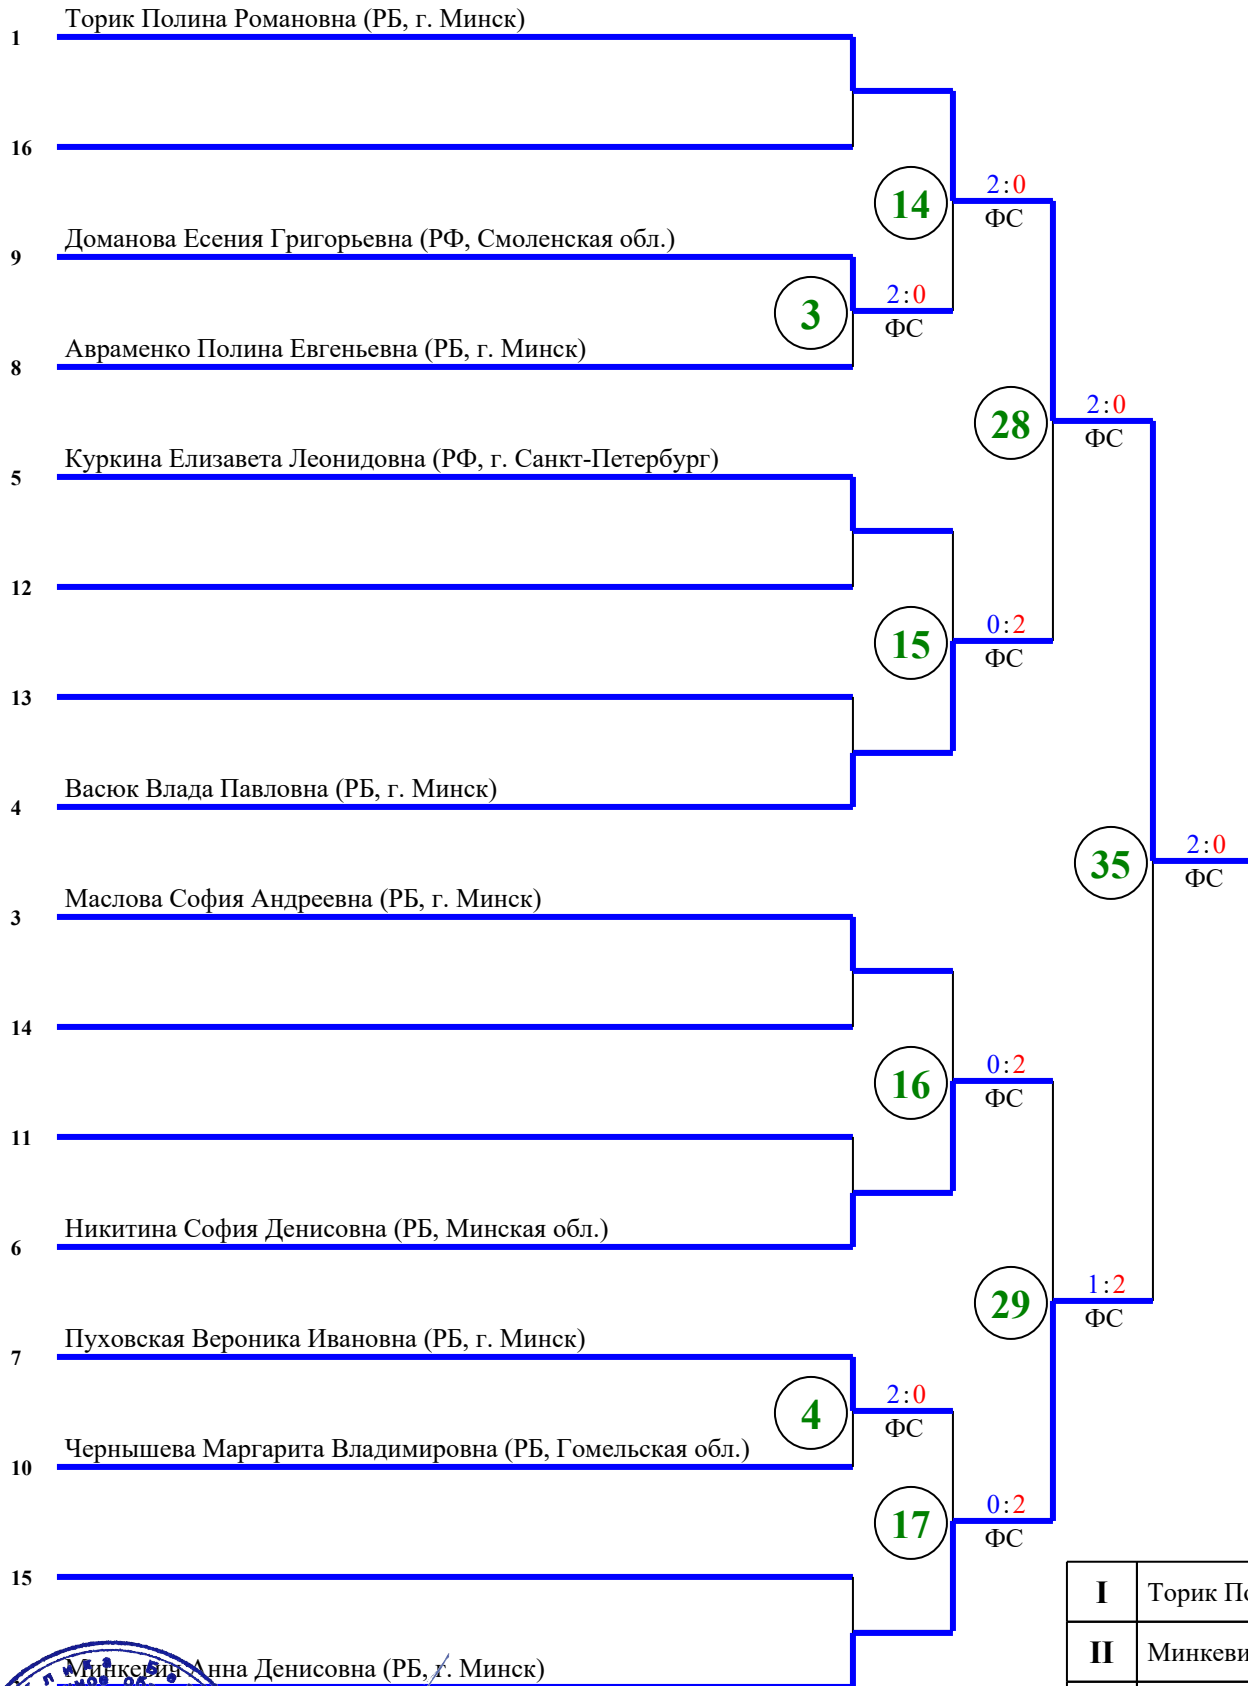 Торик Полина Романовна (РБ, г. Минск)
1
16
14
2:0
ФС
Доманова Есения Григорьевна (РФ, Смоленская обл.)
9
3
2:0
ФС
Авраменко Полина Евгеньевна (РБ, г. Минск)
8
28
2:0
ФС
Куркина Елизавета Леонидовна (РФ, г. Санкт-Петербург)
5
12
15
0:2
ФС
13
Васюк Влада Павловна (РБ, г. Минск)
4
35
2:0
ФС
Маслова София Андреевна (РБ, г. Минск)
3
14
16
0:2
ФС
11
Никитина София Денисовна (РБ, Минская обл.)
6
29
1:2
ФС
Пуховская Вероника Ивановна (РБ, г. Минск)
7
4
2:0
ФС
Чернышева Маргарита Владимировна (РБ, Гомельская обл.)
10
17
0:2
ФС
15
I Торик По
Минкевич Анна Денисовна (РБ, г. Минск)
II Минкеви